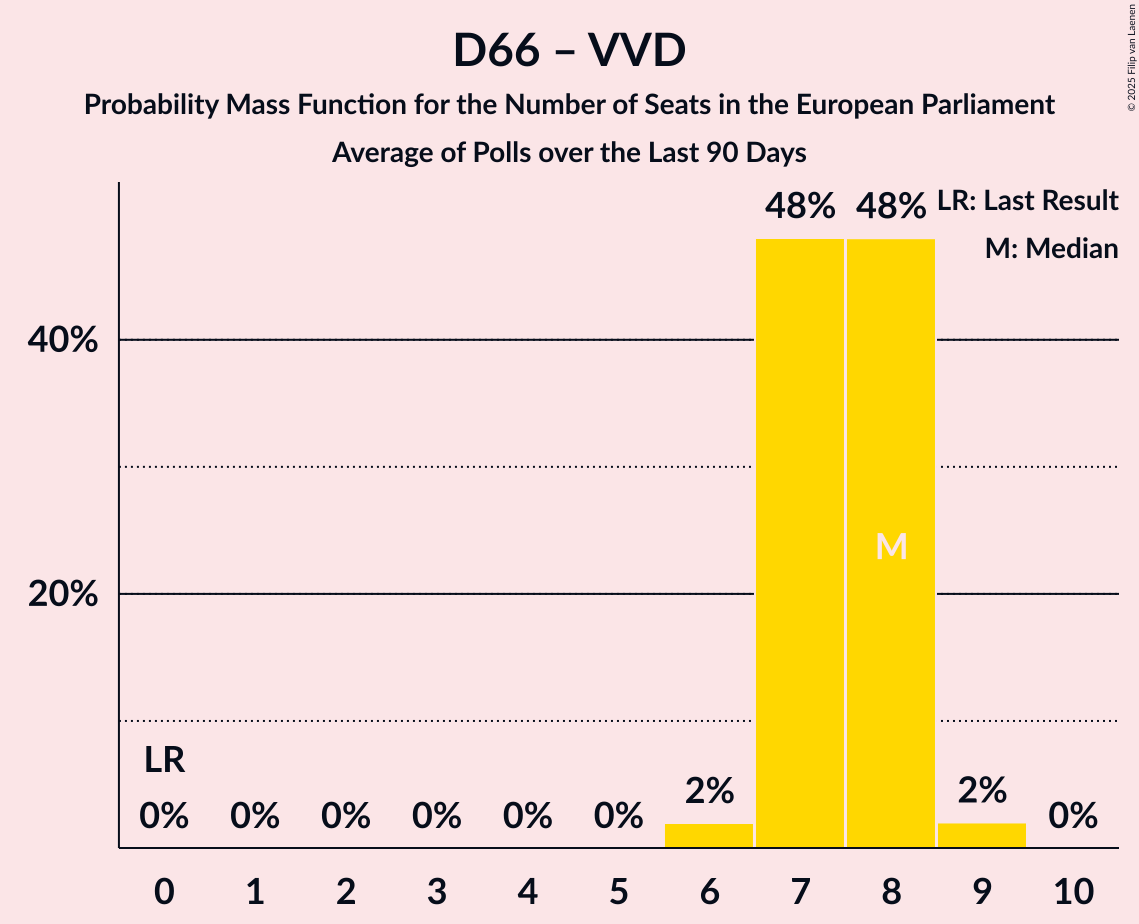 D66 – VVD
Probability Mass Function for the Number of Seats in the European Parliament
Average of Polls over the Last 90 Days
© 2025 Filip van Laenen
LR: Last Result
M: Median
48% 48%
40%
M
20%
LR
0% 0% 0% 0% 0% 0% 2% 2% 0%
0 1 2 3 4 5 6 7 8 9 10